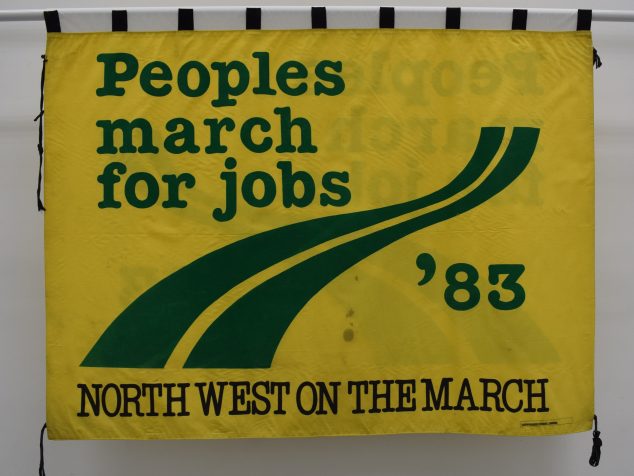 Peoples
march
for jobs
’83
NORTH WEST ON THE MARCH